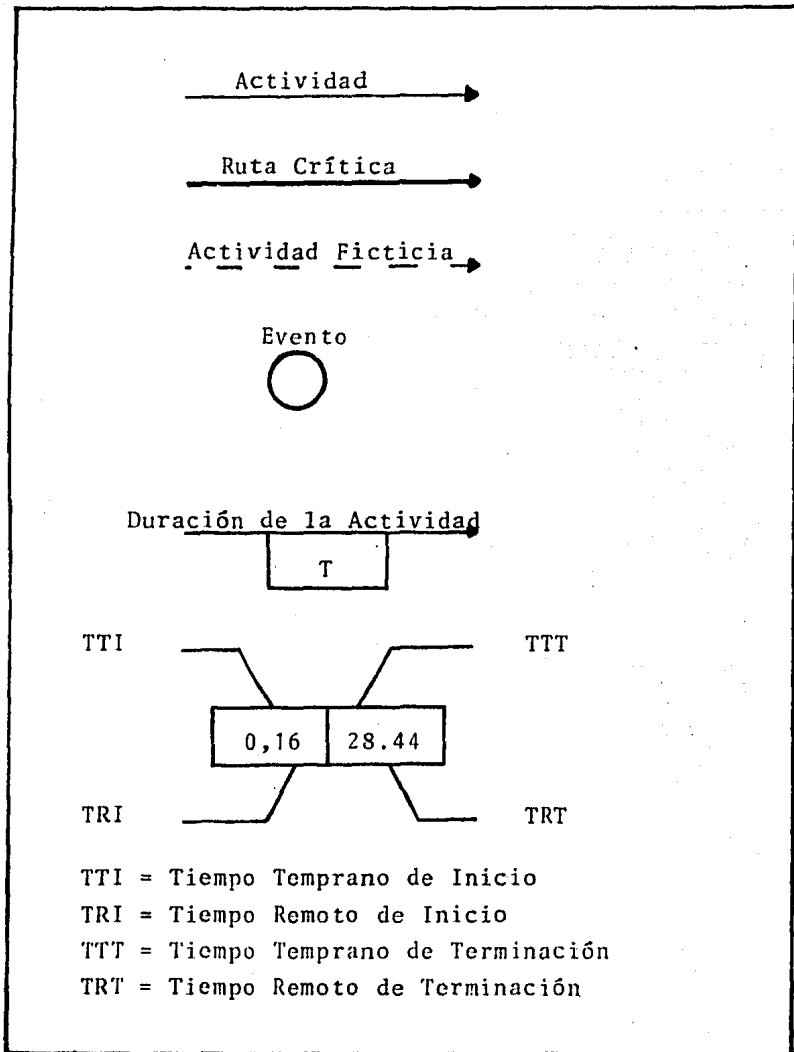 Actividad
Ruta Crítica
Actividad Ficticia
Evento
Duración de la Actividad
T
TTI TTT
0,16 28.44
TRI TRT
TTI = Tiempo Temprano de Inicio
TRI = Tiempo Remoto de Inicio
TTT = Tiempo Temprano de Terminación
TRT = Tiempo Remoto de Terminación